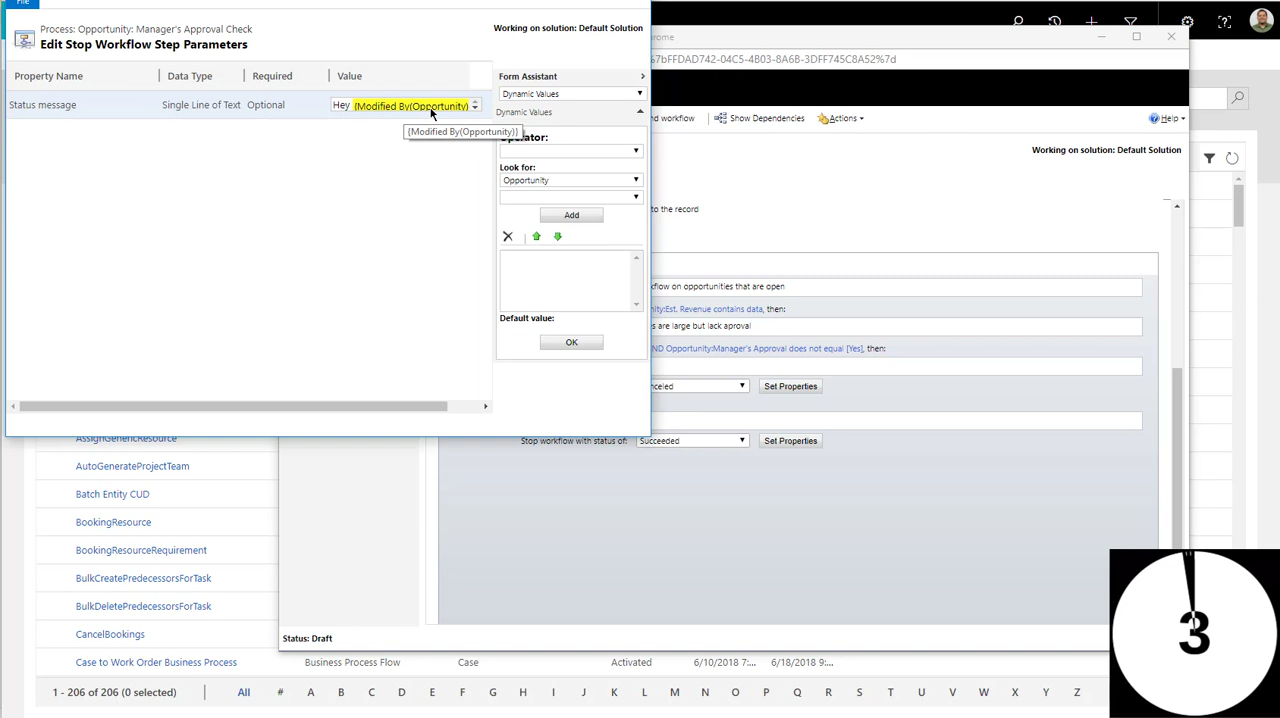 File
Process: Opportunity: Manager's Approval Check
Edit Stop Workflow Step Parameters
Working on solution: Default Solution
Property Name Data Type Required Value
Status message Single Line of Text Optional Hey {Modified By(Opportunity)
{Modified By(Opportunity)}
Form Assistant
Dynamic Values
Dynamic Values
Operator:
Look for:
Opportunity
Add
Default value:
OK
7bFFDAD742-04C5-4B03-8A6B-3DFF745C8A52%7d
nd workflow Show Dependencies Actions Help
Working on solution: Default Solution
to the record
kflow on opportunities that are open
nity:Est. Revenue contains data, then:
es are large but lack aproval
ND Opportunity:Manager's Approval does not equal [Yes], then:
nceled Set Properties
Stop workflow with status of: Succeeded Set Properties
Status: Draft
AssignGenericResource
AutoGenerateProjectTeam
Batch Entity CUD
BookingResource
BookingResourceRequirement
BulkCreatePredecessorsForTask
BulkDeletePredecessorsForTask
CancelBookings
Case to Work Order Business Process Business Process Flow Case Activated 6/10/2018 7:... 6/18/2018 9:...
1 - 206 of 206 (0 selected) All # A B C D E F G H I J K L M N O P Q R S T U V W X Y Z
3